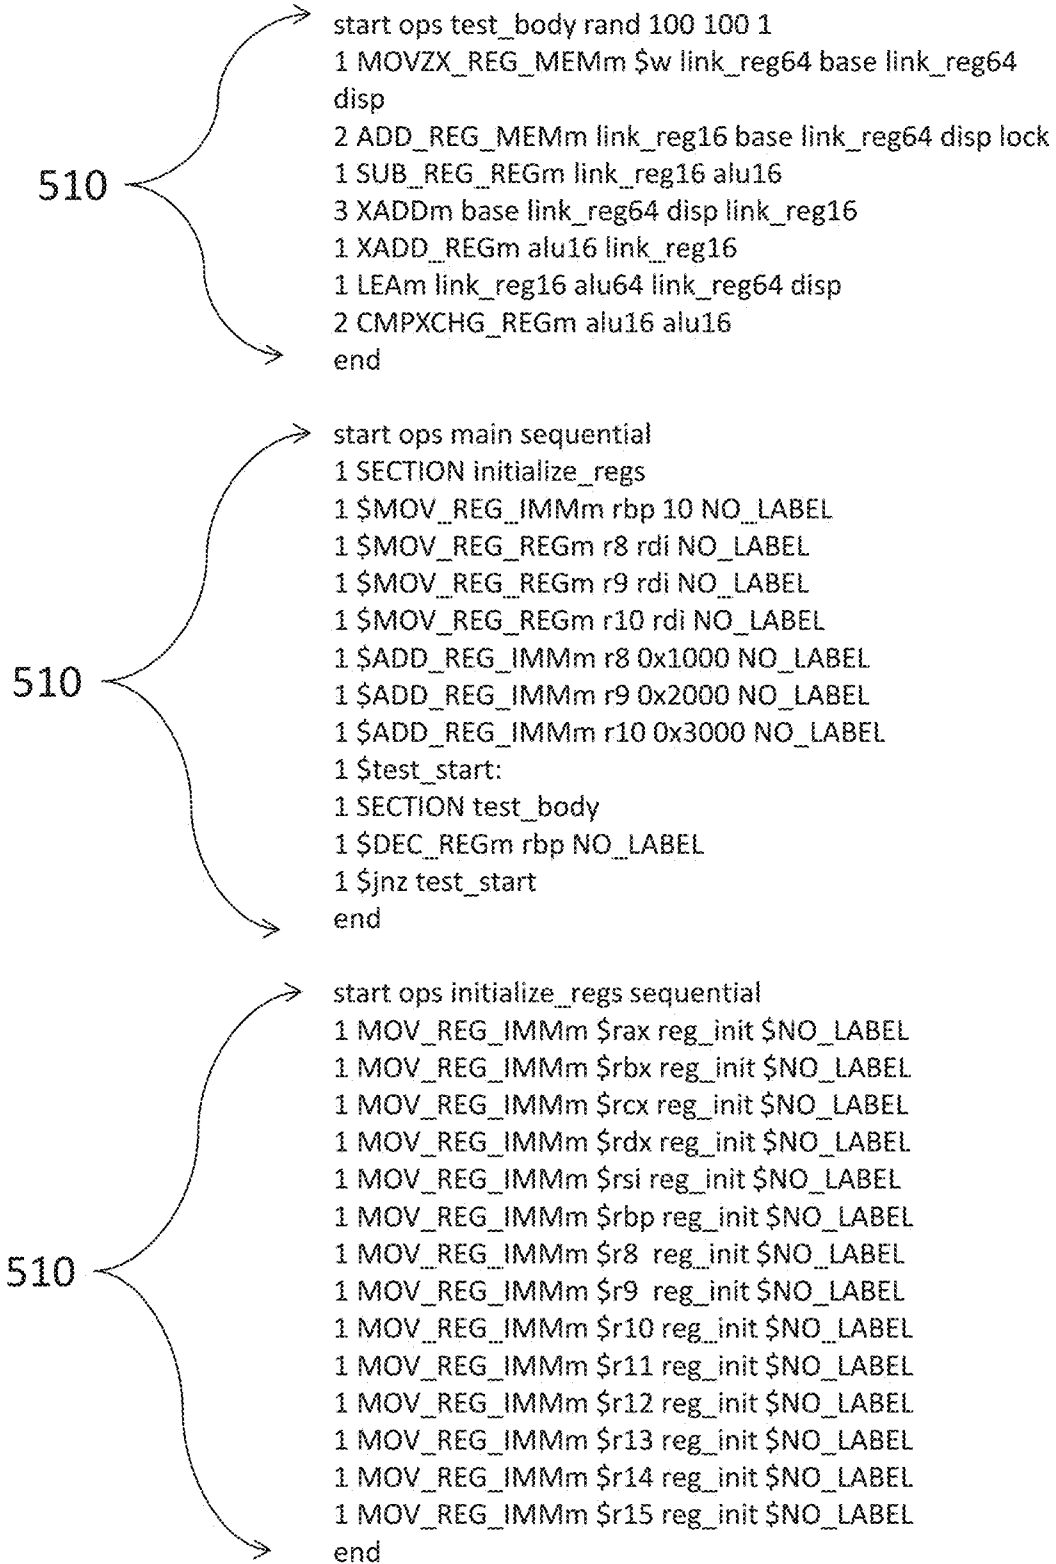 start ops test_body rand 100 100 1
1 MOVZX_REG_MEMm $w link_reg64 base link_reg64
disp
2 ADD_REG_MEMm link_reg16 base link_reg64 disp lock
1 SUB_REG_REGm link_reg16 alu16
510
3 XADDm base link_reg64 disp link_reg16
1 XADD_REGm alu16 link_reg16
1 LEAm link_reg16 alu64 link_reg64 disp
2 CMPXCHG_REGm alu16 alu16
end
start ops main sequential
1 SECTION initialize_regs
1 $MOV_REG_IMMm rbp 10 NO_LABEL
1 $MOV_REG_REGm r8 rdi NO_LABEL
1 $MOV_REG_REGm r9 rdi NO_LABEL
1 $MOV_REG_REGm r10 rdi NO_LABEL
1 $ADD_REG_IMMm r8 0x1000 NO_LABEL
510
1 $ADD_REG_IMMm r9 0x2000 NO_LABEL
1 $ADD_REG_IMMm r10 0x3000 NO_LABEL
1 $test_start:
1 SECTION test_body
1 $DEC_REGm rbp NO_LABEL
1 $jnz test_start
end
start ops initialize_regs sequential
1 MOV_REG_IMMm $rax reg_init $NO_LABEL
1 MOV_REG_IMMm $rbx reg_init $NO_LABEL
1 MOV_REG_IMMm $rcx reg_init $NO_LABEL
1 MOV_REG_IMMm $rdx reg_init $NO_LABEL
1 MOV_REG_IMMm $rsi reg_init $NO_LABEL
1 MOV_REG_IMMm $rbp reg_init $NO_LABEL
1 MOV_REG_IMMm $r8 reg_init $NO_LABEL
510
1 MOV_REG_IMMm $r9 reg_init $NO_LABEL
1 MOV_REG_IMMm $r10 reg_init $NO_LABEL
1 MOV_REG_IMMm $r11 reg_init $NO_LABEL
1 MOV_REG_IMMm $r12 reg_init $NO_LABEL
1 MOV_REG_IMMm $r13 reg_init $NO_LABEL
1 MOV_REG_IMMm $r14 reg_init $NO_LABEL
1 MOV_REG_IMMm $r15 reg_init $NO_LABEL
end